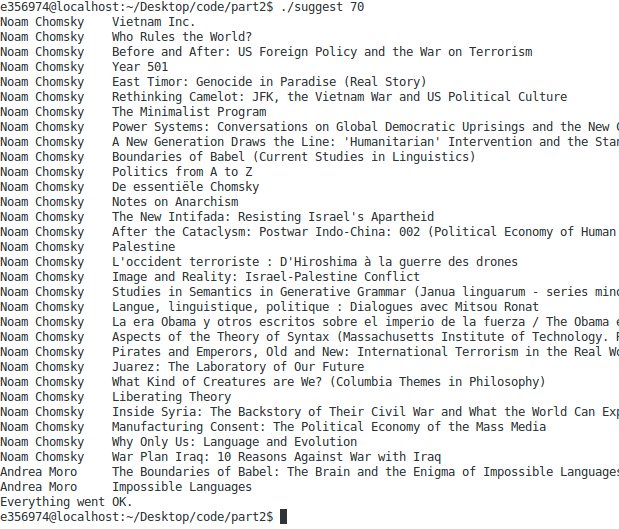 e356974@localhost:~/Desktop/code/part2$ ./suggest 70
Noam Chomsky    Vietnam Inc.
Noam Chomsky    Who Rules the World?
Noam Chomsky    Before and After: US Foreign Policy and the War on Terrorism
Noam Chomsky    Year 501
Noam Chomsky    East Timor: Genocide in Paradise (Real Story)
Noam Chomsky    Rethinking Camelot: JFK, the Vietnam War and US Political Culture
Noam Chomsky    The Minimalist Program
Noam Chomsky    Power Systems: Conversations on Global Democratic Uprisings and the New
Noam Chomsky    A New Generation Draws the Line: 'Humanitarian' Intervention and the
Noam Chomsky    Boundaries of Babel (Current Studies in Linguistics)
Noam Chomsky    Politics from A to Z
Noam Chomsky    De essentiële Chomsky
Noam Chomsky    Notes on Anarchism
Noam Chomsky    The New Intifada: Resisting Israel's Apartheid
Noam Chomsky    After the Cataclysm: Postwar Indo-China: 002 (Political Economy of Human
Noam Chomsky    Palestine
Noam Chomsky    L'occident terroriste : D'Hiroshima à la guerre des drones
Noam Chomsky    Image and Reality: Israel-Palestine Conflict
Noam Chomsky    Studies in Semantics in Generative Grammar (Janua linguarum - series
Noam Chomsky    Langue, linguistique, politique : Dialogues avec Mitsou Ronat
Noam Chomsky    La era Obama y otros escritos sobre el imperio de la fuerza / The Obama
Noam Chomsky    Aspects of the Theory of Syntax (Massachusetts Institute of Technology.
Noam Chomsky    Pirates and Emperors, Old and New: International Terrorism in the Real
Noam Chomsky    Juarez: The Laboratory of Our Future
Noam Chomsky    What Kind of Creatures are We? (Columbia Themes in Philosophy)
Noam Chomsky    Liberating Theory
Noam Chomsky    Inside Syria: The Backstory of Their Civil War and What the World Can
Noam Chomsky    Manufacturing Consent: The Political Economy of the Mass Media
Noam Chomsky    Why Only Us: Language and Evolution
Noam Chomsky    War Plan Iraq: 10 Reasons Against War with Iraq
Andrea Moro     The Boundaries of Babel: The Brain and the Enigma of Impossible Languages
Andrea Moro     Impossible Languages
Everything went OK.
e356974@localhost:~/Desktop/code/part2$